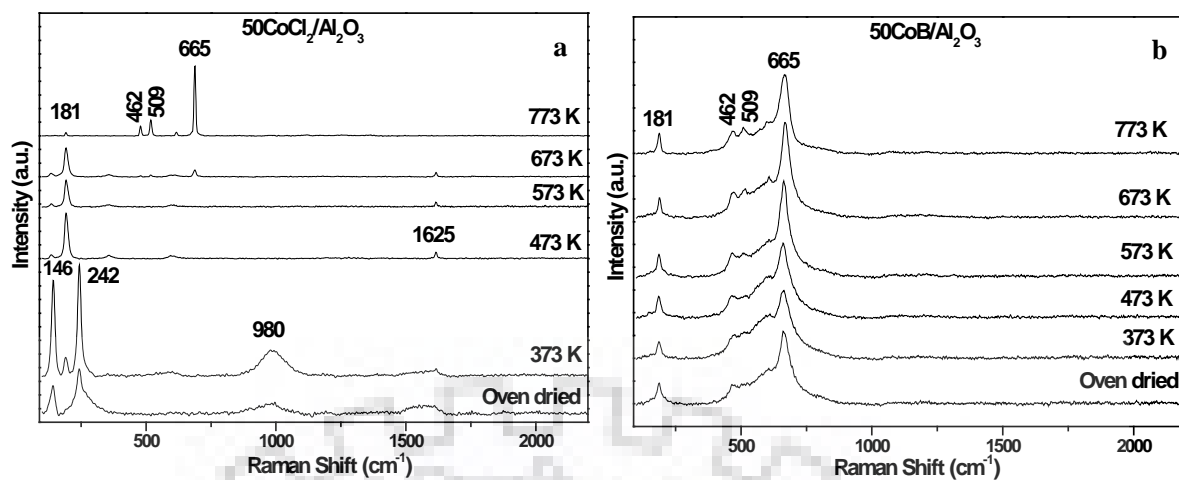 50CoCl₂/Al₂O₃
a
665
181
462
509
773 K
673 K
573 K
1625
473 K
146
242
980
373 K
Oven dried
500
1000
1500
2000
Raman Shift (cm⁻¹)
Intensity (a.u.)
50CoB/Al₂O₃
b
665
181
462
509
773 K
673 K
573 K
473 K
373 K
Oven dried
500
1000
1500
2000
Raman Shift (cm⁻¹)
Intensity (a.u.)